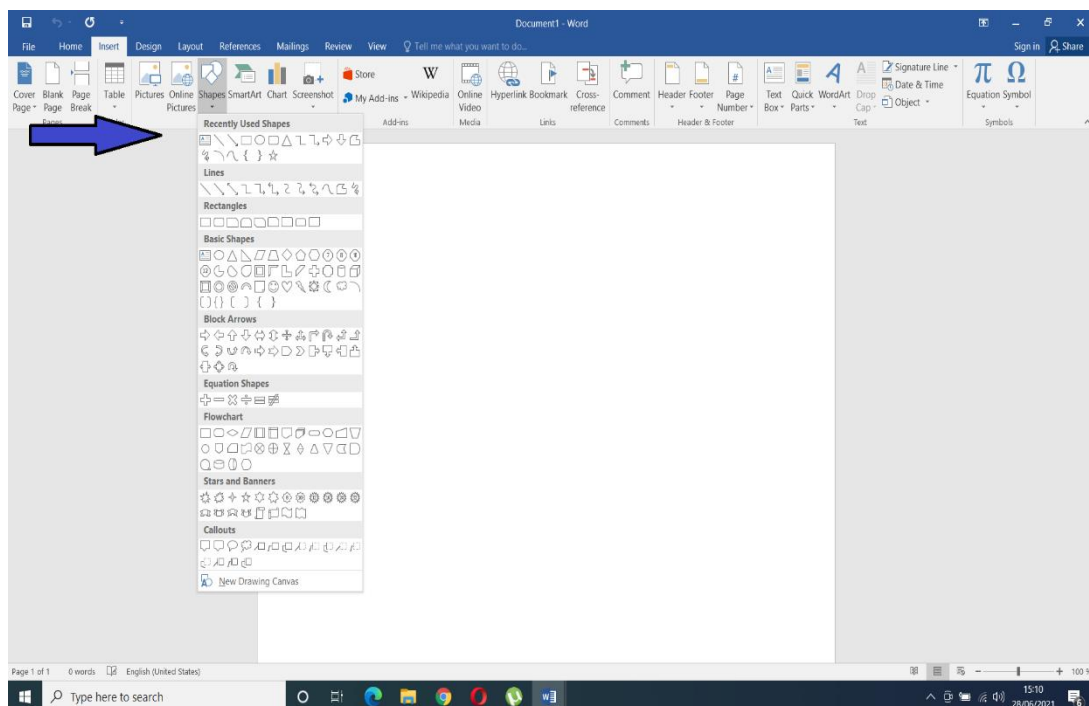 Document1 - Word
File Home Insert Design Layout References Mailings Review View Tell me what you want to do... Sign in Share
Cover Page Blank Page Page Break Table Pictures Online Pictures Shapes SmartArt Chart Screenshot Store My Add-ins Wikipedia Online Video Hyperlink Bookmark Cross-reference Comment Header Footer Page Number Text Box Quick Parts WordArt Drop Cap Signature Line Date & Time Object Equation Symbol
Pages Add-ins Media Links Comments Header & Footer Text Symbols
Recently Used Shapes
Lines
Rectangles
Basic Shapes
Block Arrows
Equation Shapes
Flowchart
Stars and Banners
Callouts
New Drawing Canvas
Page 1 of 1 0 words English (United States) 100
Type here to search 15:10
28/06/2021